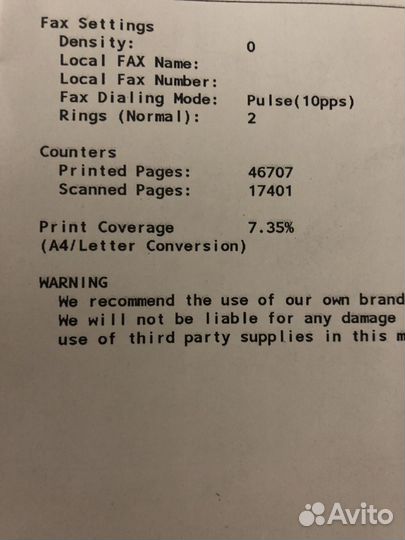 Fax Settings
Density: 0
Local FAX Name:
Local Fax Number:
Fax Dialing Mode: Pulse(10pps)
Rings (Normal): 2
Counters
Printed Pages: 46707
Scanned Pages: 17401
Print Coverage 7.35%
(A4/Letter Conversion)
WARNING
We recommend the use of our own brand
We will not be liable for any damage
use of third party supplies in this m
Avito